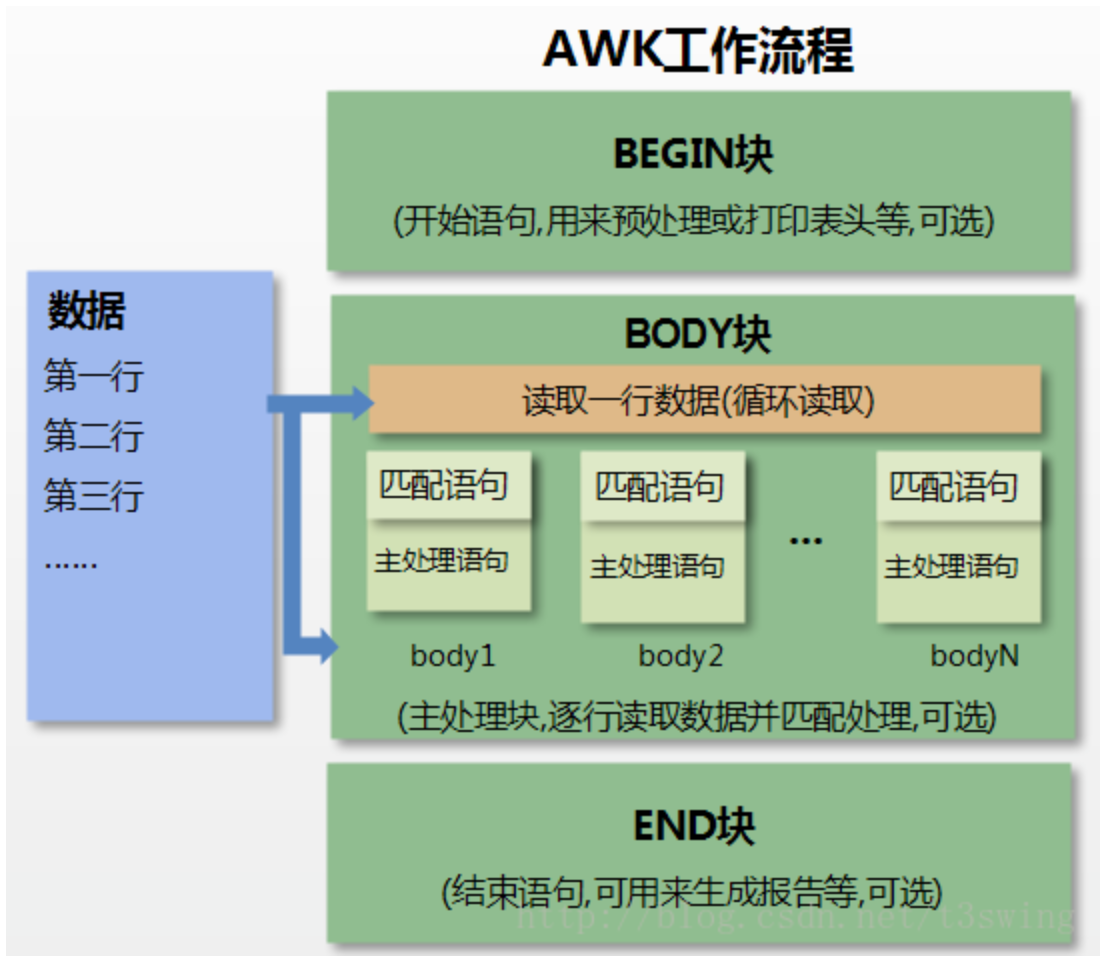 AWK工作流程
BEGIN块
(开始语句,用来预处理或打印表头等,可选)
数据
第一行
第二行
第三行
......
BODY块
读取一行数据(循环读取)
匹配语句
主处理语句
body1
匹配语句
主处理语句
body2
...
匹配语句
主处理语句
bodyN
(主处理块,逐行读取数据并匹配处理,可选)
END块
(结束语句,可用来生成报告等,可选)
http://blog.csdn.net/t3swing